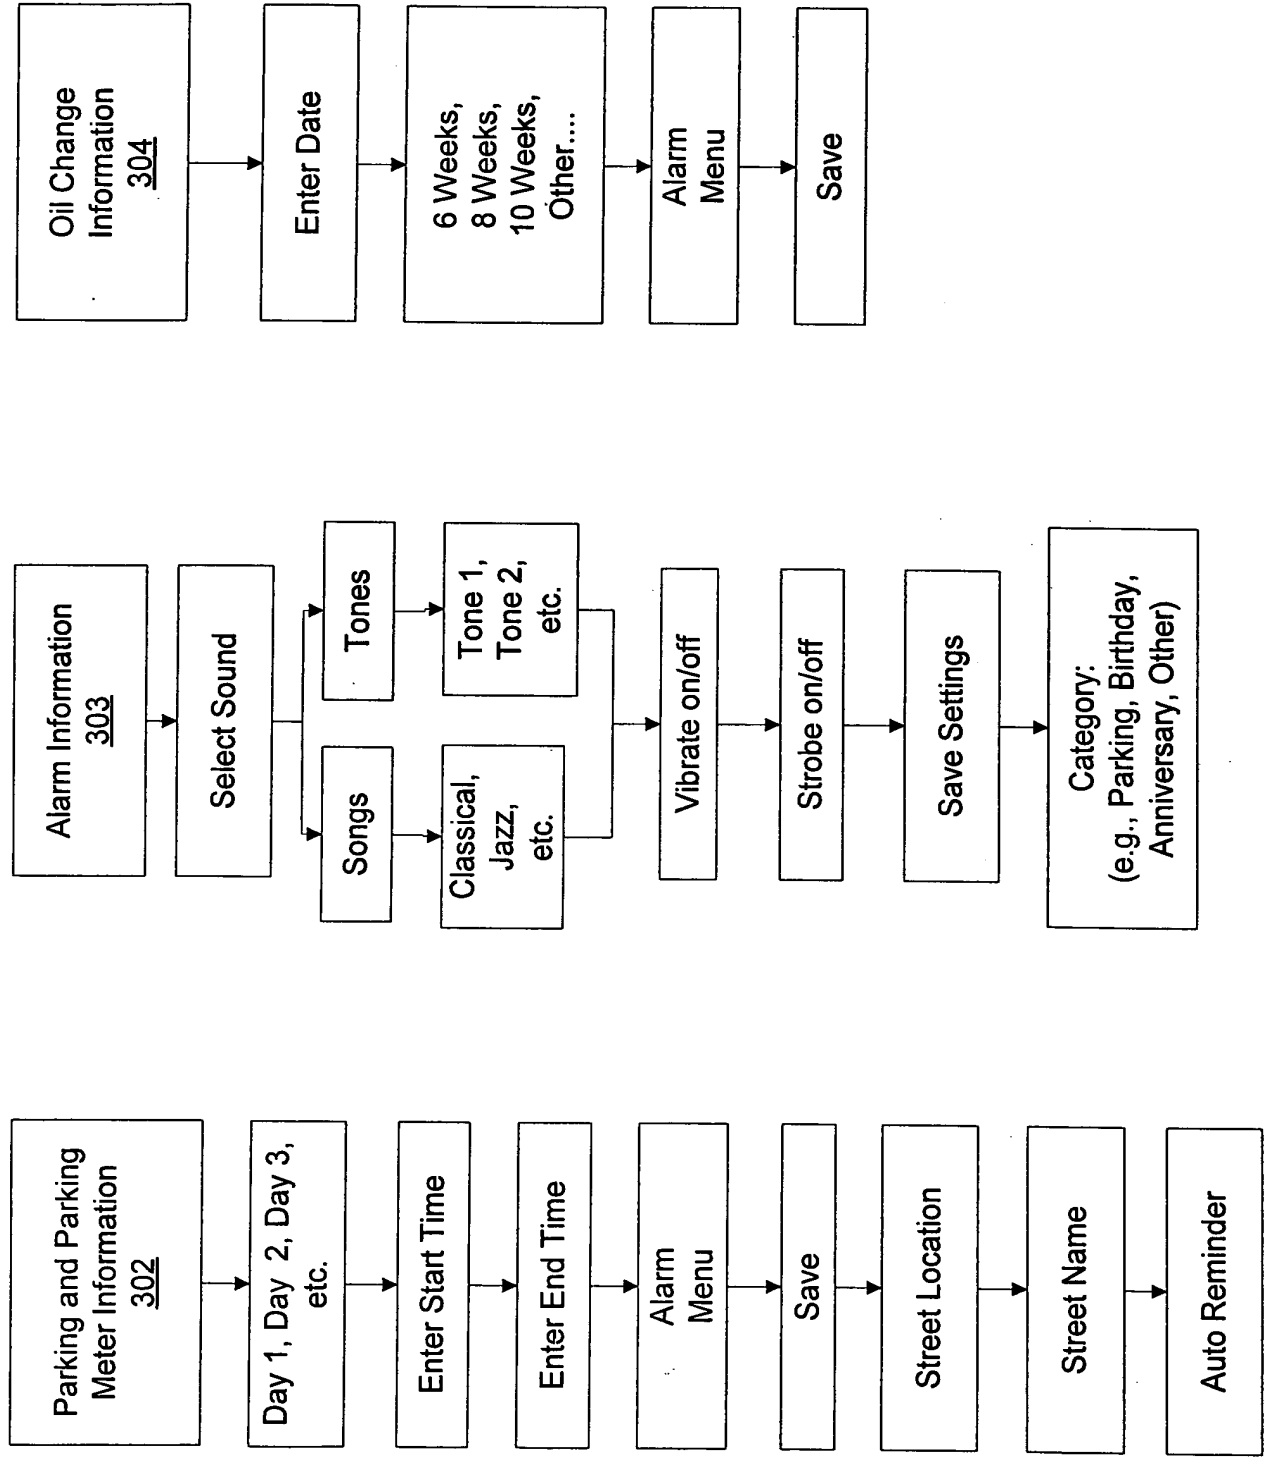 Parking and Parking
Meter Information
302
Day 1, Day 2, Day 3,
etc.
Enter Start Time
Enter End Time
Alarm
Menu
Save
Street Location
Street Name
Auto Reminder
Alarm Information
303
Select Sound
Songs
Tones
Classical,
Jazz,
etc.
Tone 1,
Tone 2,
etc.
Vibrate on/off
Strobe on/off
Save Settings
Category:
(e.g., Parking, Birthday,
Anniversary, Other)
Oil Change
Information
304
Enter Date
6 Weeks,
8 Weeks,
10 Weeks,
Other....
Alarm
Menu
Save